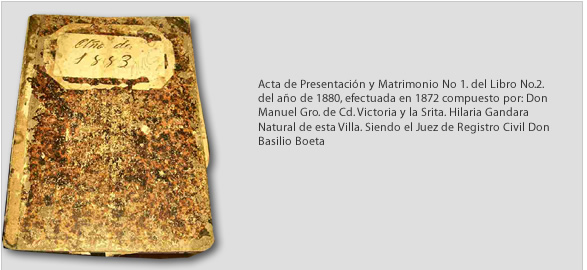 Año de.
1883.
Acta de Presentación y Matrimonio No 1. del Libro No.2.
del año de 1880, efectuada en 1872 compuesto por: Don
Manuel Gro. de Cd. Victoria y la Srita. Hilaria Gandara
Natural de esta Villa. Siendo el Juez de Registro Civil Don
Basilio Boeta